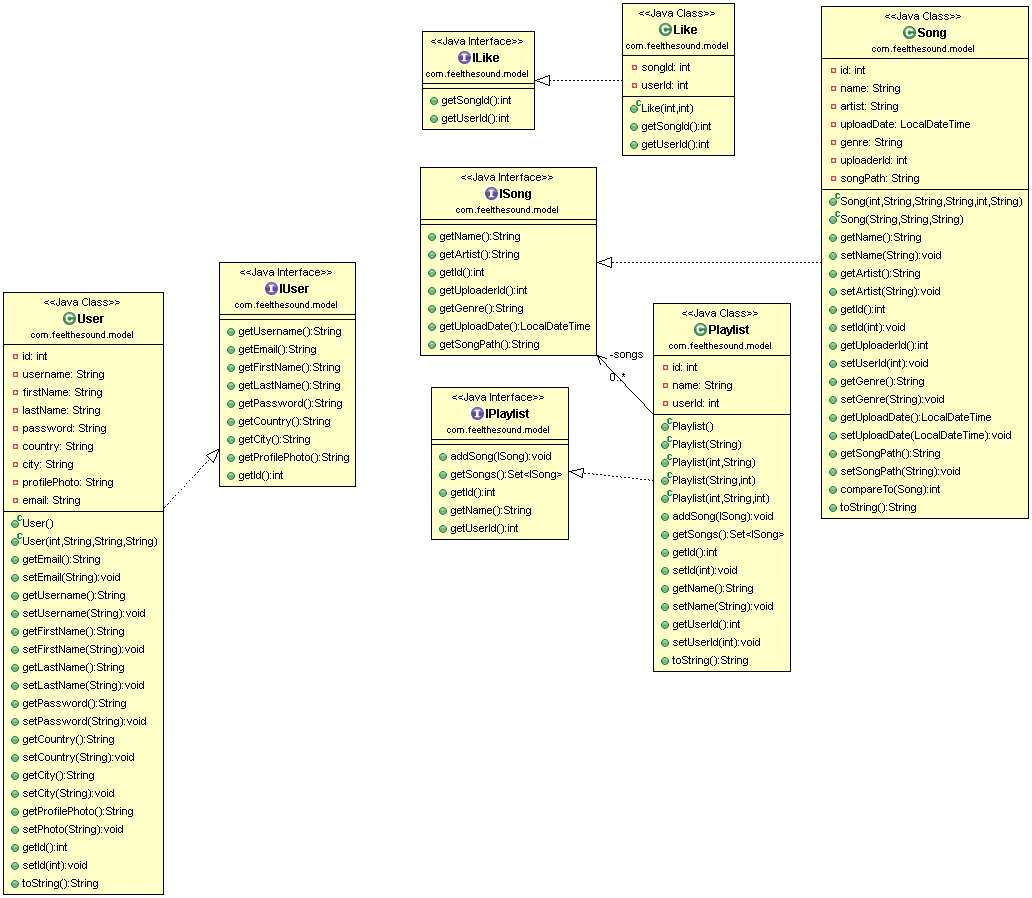 <<Java Interface>>
ILike
com.feelthesound.model
getSongId():int
getUserId():int
<<Java Class>>
Like
com.feelthesound.model
songId: int
userId: int
Like(int,int)
getSongId():int
getUserId():int
<<Java Class>>
Song
com.feelthesound.model
id: int
name: String
artist: String
uploadDate: LocalDateTime
genre: String
uploaderId: int
songPath: String
Song(int,String,String,String,int,String)
Song(String,String,String)
getName():String
setName(String):void
getArtist():String
setArtist(String):void
getId():int
setId(int):void
getUploaderId():int
setUserId(int):void
getGenre():String
setGenre(String):void
getUploadDate():LocalDateTime
setUploadDate(LocalDateTime):void
getSongPath():String
setSongPath(String):void
compareTo(Song):int
toString():String
<<Java Interface>>
ISong
com.feelthesound.model
getName():String
getArtist():String
getId():int
getUploaderId():int
getGenre():String
getUploadDate():LocalDateTime
getSongPath():String
-songs
0..*
<<Java Class>>
User
com.feelthesound.model
id: int
username: String
firstName: String
lastName: String
password: String
country: String
city: String
profilePhoto: String
email: String
User()
User(int,String,String,String)
getEmail():String
setEmail(String):void
getUsername():String
setUsername(String):void
getFirstName():String
setFirstName(String):void
getLastName():String
setLastName(String):void
getPassword():String
setPassword(String):void
getCountry():String
setCountry(String):void
getCity():String
setCity(String):void
getProfilePhoto():String
setPhoto(String):void
getId():int
setId(int):void
toString():String
<<Java Interface>>
IUser
com.feelthesound.model
getUsername():String
getEmail():String
getFirstName():String
getLastName():String
getPassword():String
getCountry():String
getCity():String
getProfilePhoto():String
getId():int
<<Java Interface>>
IPlaylist
com.feelthesound.model
addSong(ISong):void
getSongs():Set<ISong>
getId():int
getName():String
getUserId():int
<<Java Class>>
Playlist
com.feelthesound.model
id: int
name: String
userId: int
Playlist()
Playlist(String)
Playlist(int,String)
Playlist(String,int)
Playlist(int,String,int)
addSong(ISong):void
getSongs():Set<ISong>
getId():int
setId(int):void
getName():String
setName(String):void
getUserId():int
setUserId(int):void
toString():String